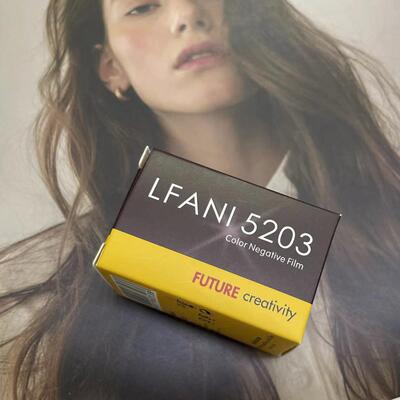 LFANI 5203
Color Negative Film
FUTURE creativity